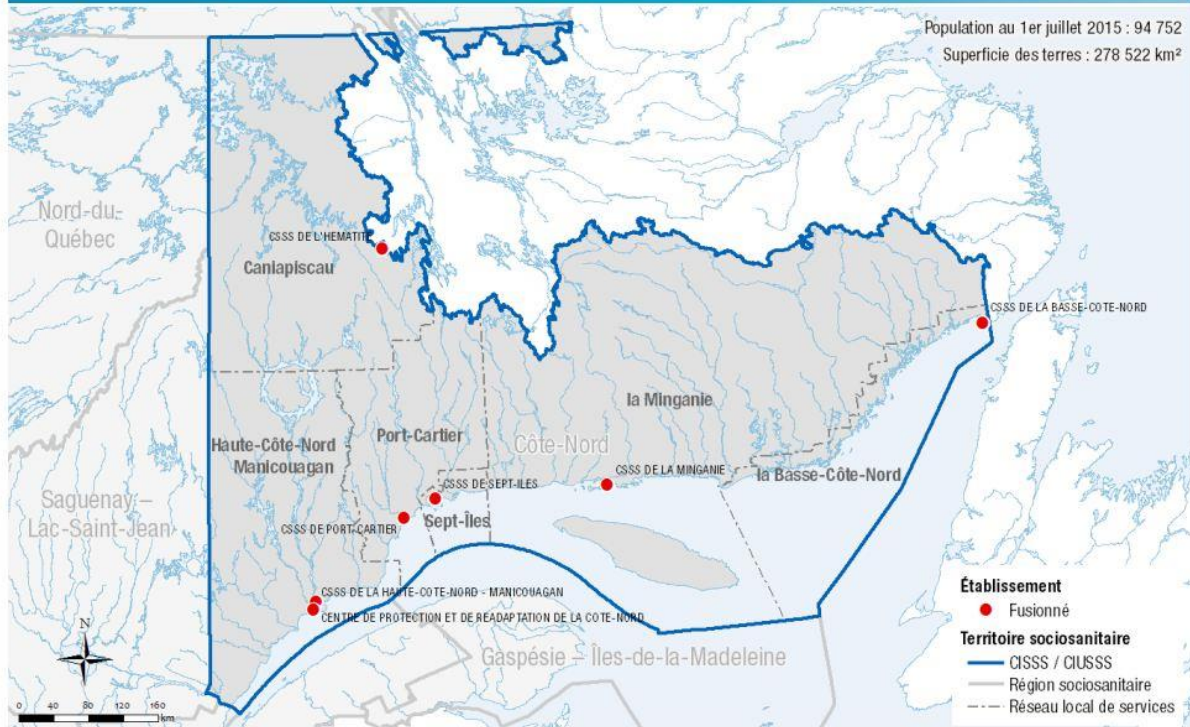 Population au 1er juillet 2015 : 94 752
Superficie des terres : 278 522 km²
Nord-du-
Québec
CSSS DE L'HEMATITE
Caniapiscau
CSSS DE LA BASSE-COTE-NORD
la Minganie
Haute-Côte-Nord
Manicouagan
Port-Cartier
Côte-Nord
CSSS DE LA MINGANIE
la Basse-Côte-Nord
CSSS DE SEPT-ILES
Saguenay –
Lac-Saint-Jean
CSSS DE PORT-CARTIER
Sept-Îles
CSSS DE LA HAUTE-COTE-NORD - MANICOUAGAN
CENTRE DE PROTECTION ET DE READAPTATION DE LA COTE-NORD
Gaspésie – Îles-de-la-Madeleine
N
0 40 80 120 160
km
Établissement
Fusionné
Territoire sociosanitaire
CISSS / CIUSSS
Région sociosanitaire
Réseau local de services